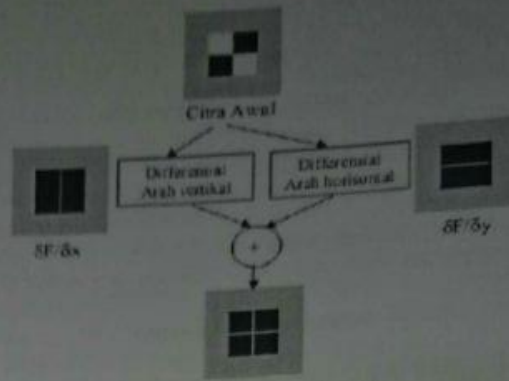 Citra Awal
Differensial
Arah vertikal
Differensial
Arah horisontal
δF/δx
δF/δy
+